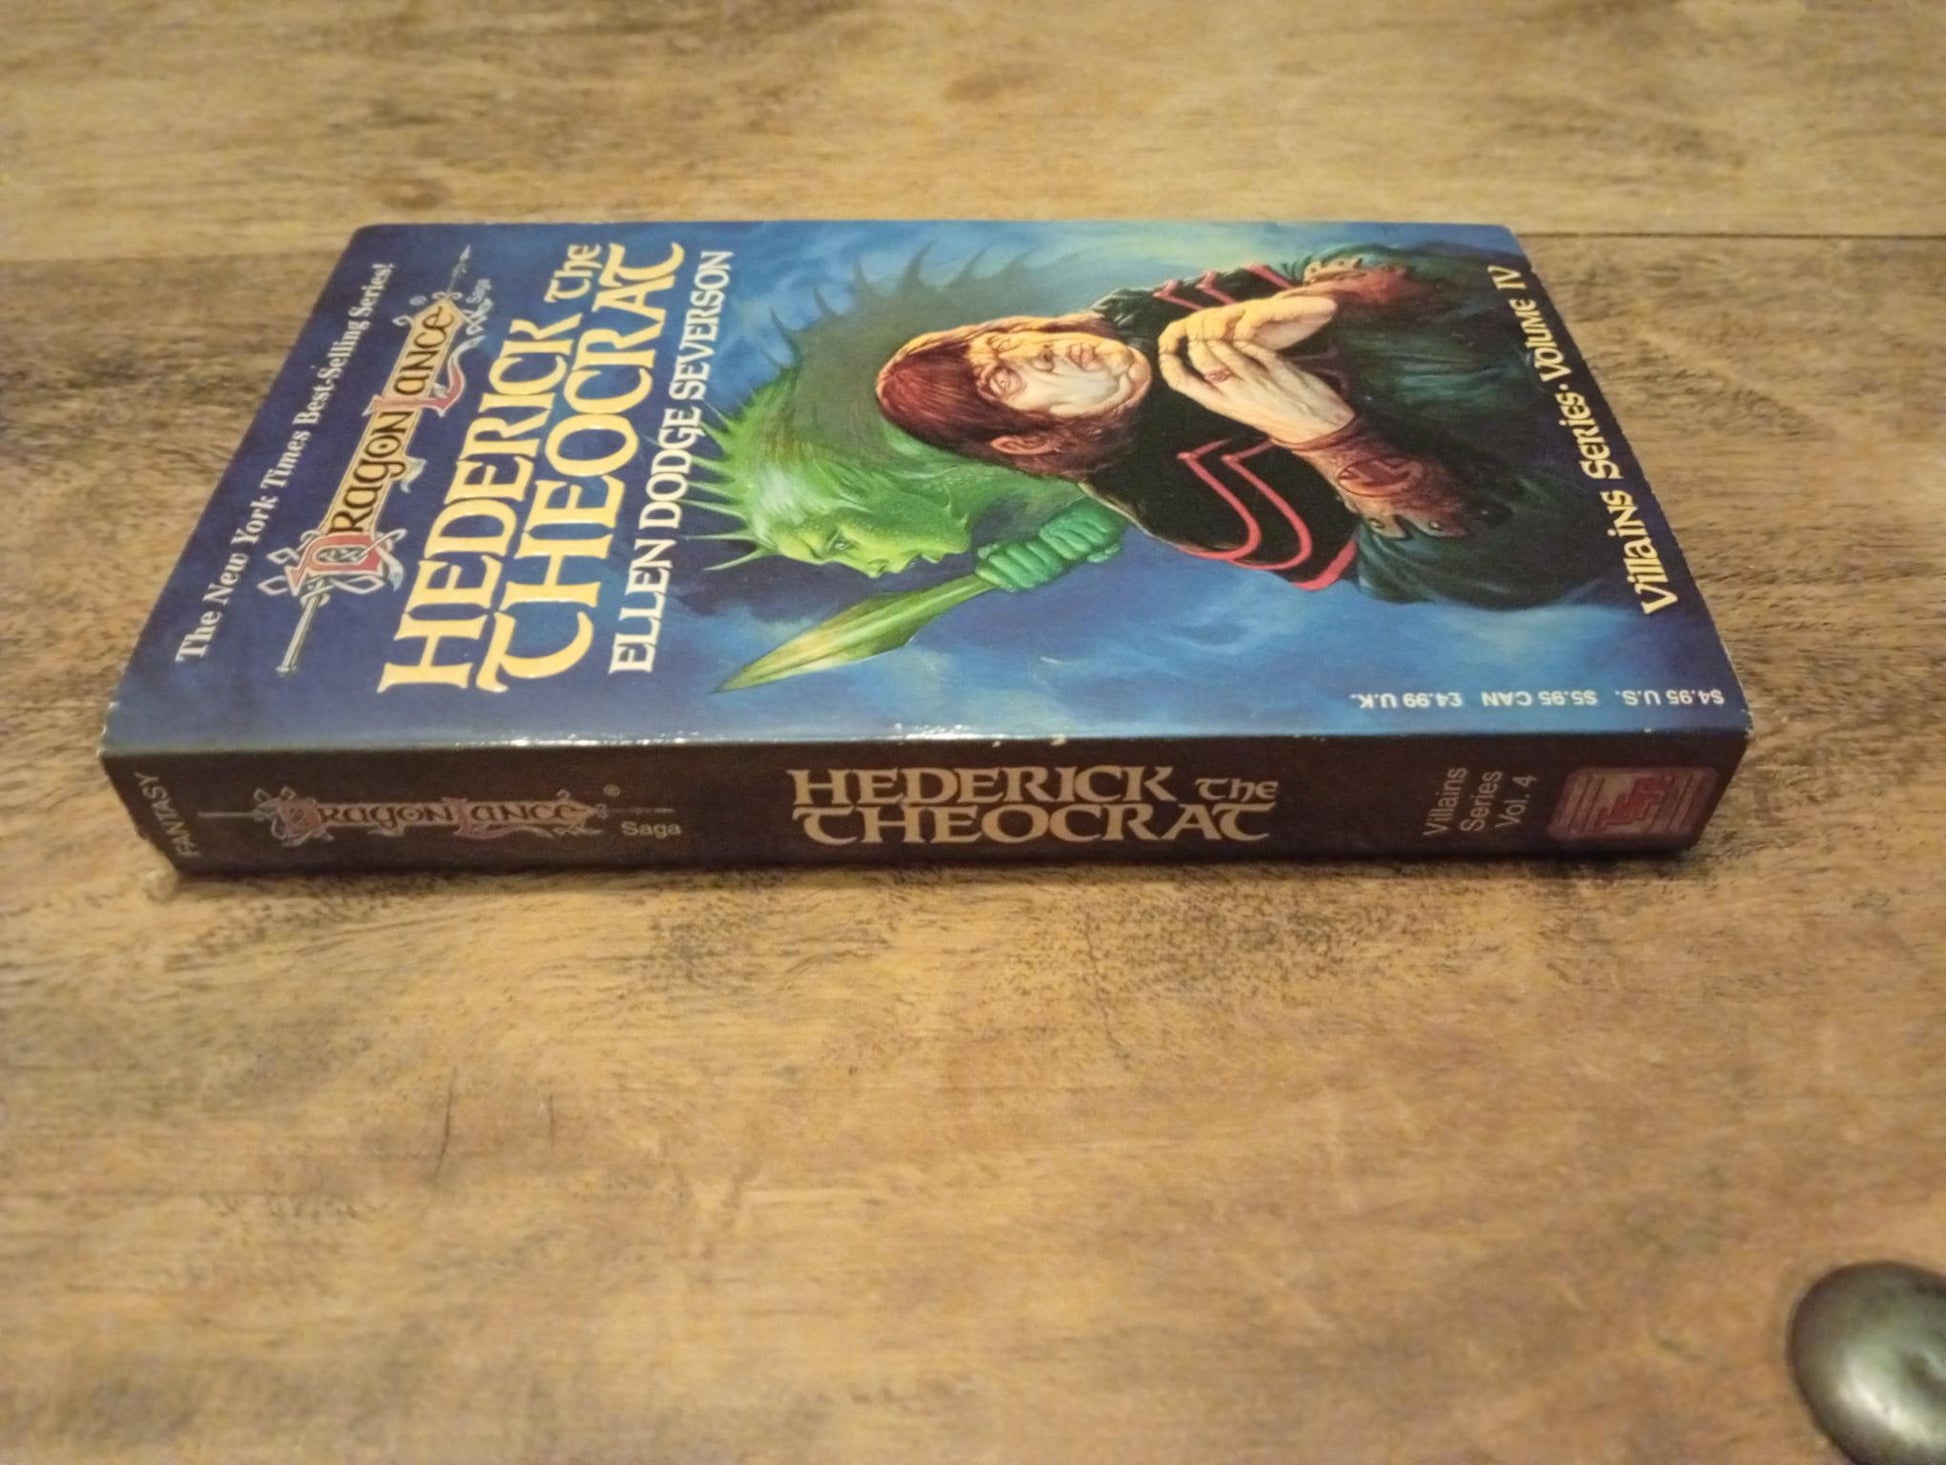 The New York Times Best-Selling Series!
DRAGONLANCE®
Saga
HEDERICK THE
THEOCRAT
ELLEN DODGE SEVERSON
Villains Series • Volume IV
$4.95 U.S. $5.95 CAN £4.99 U.K.
FANTASY
DRAGONLANCE®
Saga
HEDERICK THE
THEOCRAT
Villains
Series
Vol. 4
TSR